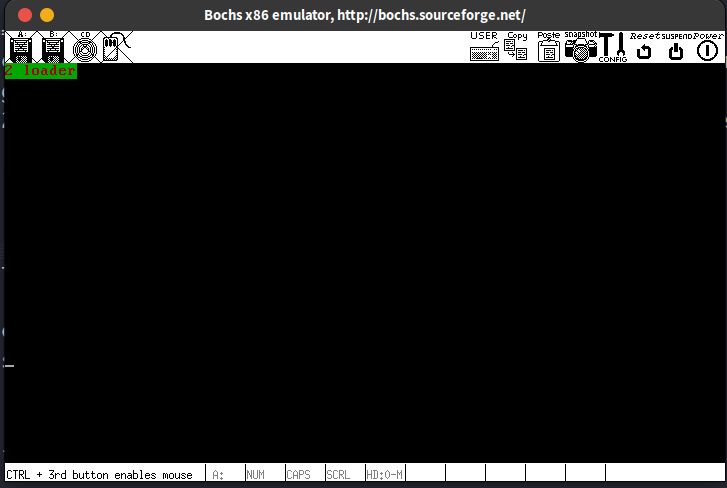 Bochs x86 emulator, http://bochs.sourceforge.net/
A: B: CD USER Copy Paste snapshot CONFIG Reset SUSPEND Power
2 loader
CTRL + 3rd button enables mouse A: NUM CAPS SCRL HD:0-M